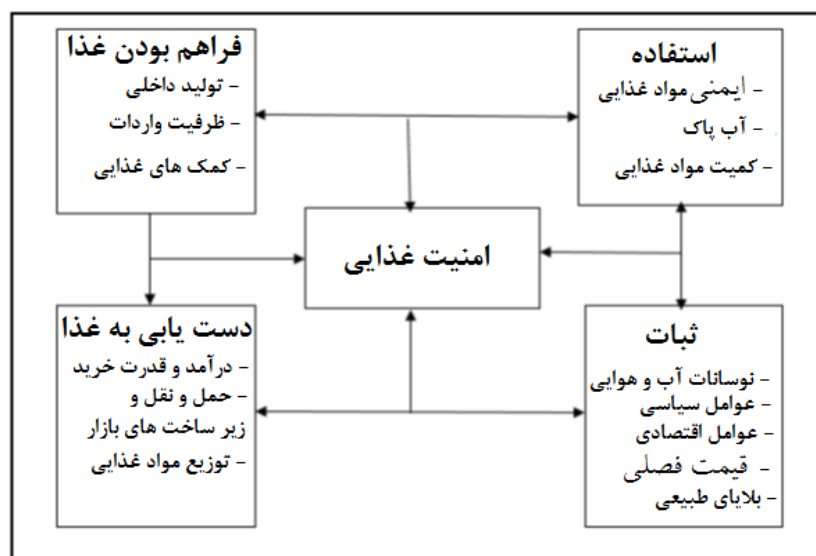 فراهم بودن غذا
- تولید داخلی
- ظرفیت واردات
- کمک های غذایی
استفاده
- ایمنی مواد غذایی
- آب پاک
- کمیت مواد غذایی
امنیت غذایی
دست یابی به غذا
- درآمد و قدرت خرید
- حمل و نقل و
زیر ساخت های بازار
- توزیع مواد غذایی
ثبات
- نوسانات آب و هوایی
- عوامل سیاسی
- عوامل اقتصادی
- قیمت فصلی
- بلایای طبیعی